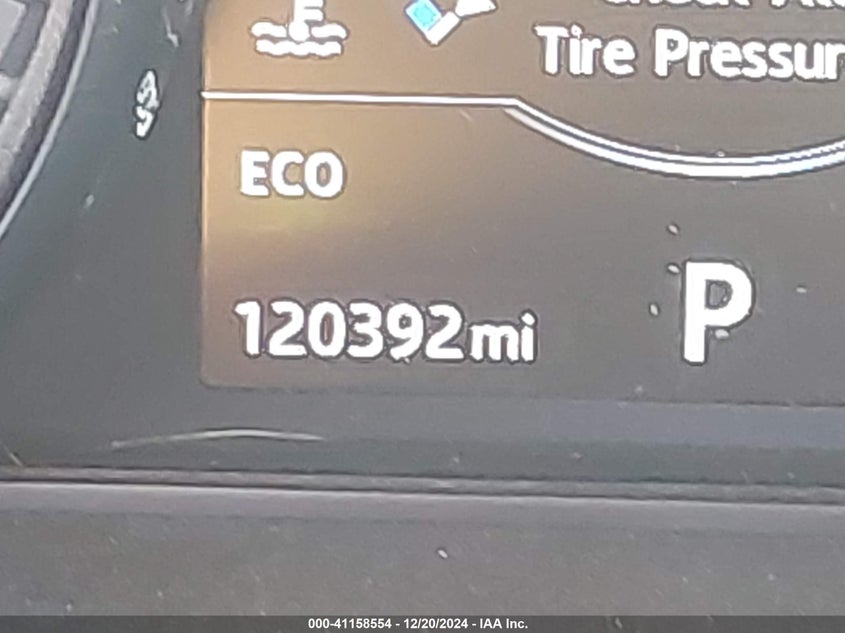 Tire Pressur
ECO
120392mi
P
000-41158554 - 12/20/2024 - IAA Inc.